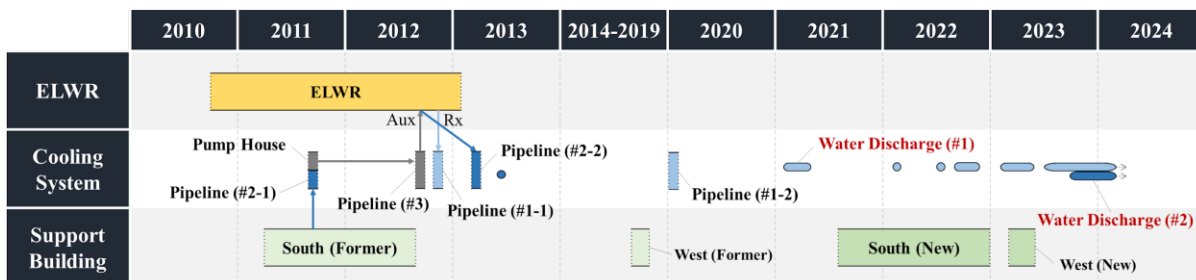 2010 2011 2012 2013 2014-2019 2020 2021 2022 2023 2024
ELWR
ELWR
Aux Rx
Cooling
System
Pump House
Pipeline (#2-1)
Pipeline (#3)
Pipeline (#1-1)
Pipeline (#2-2)
Pipeline (#1-2)
Water Discharge (#1)
Water Discharge (#2)
Support
Building
South (Former)
West (Former)
South (New)
West (New)